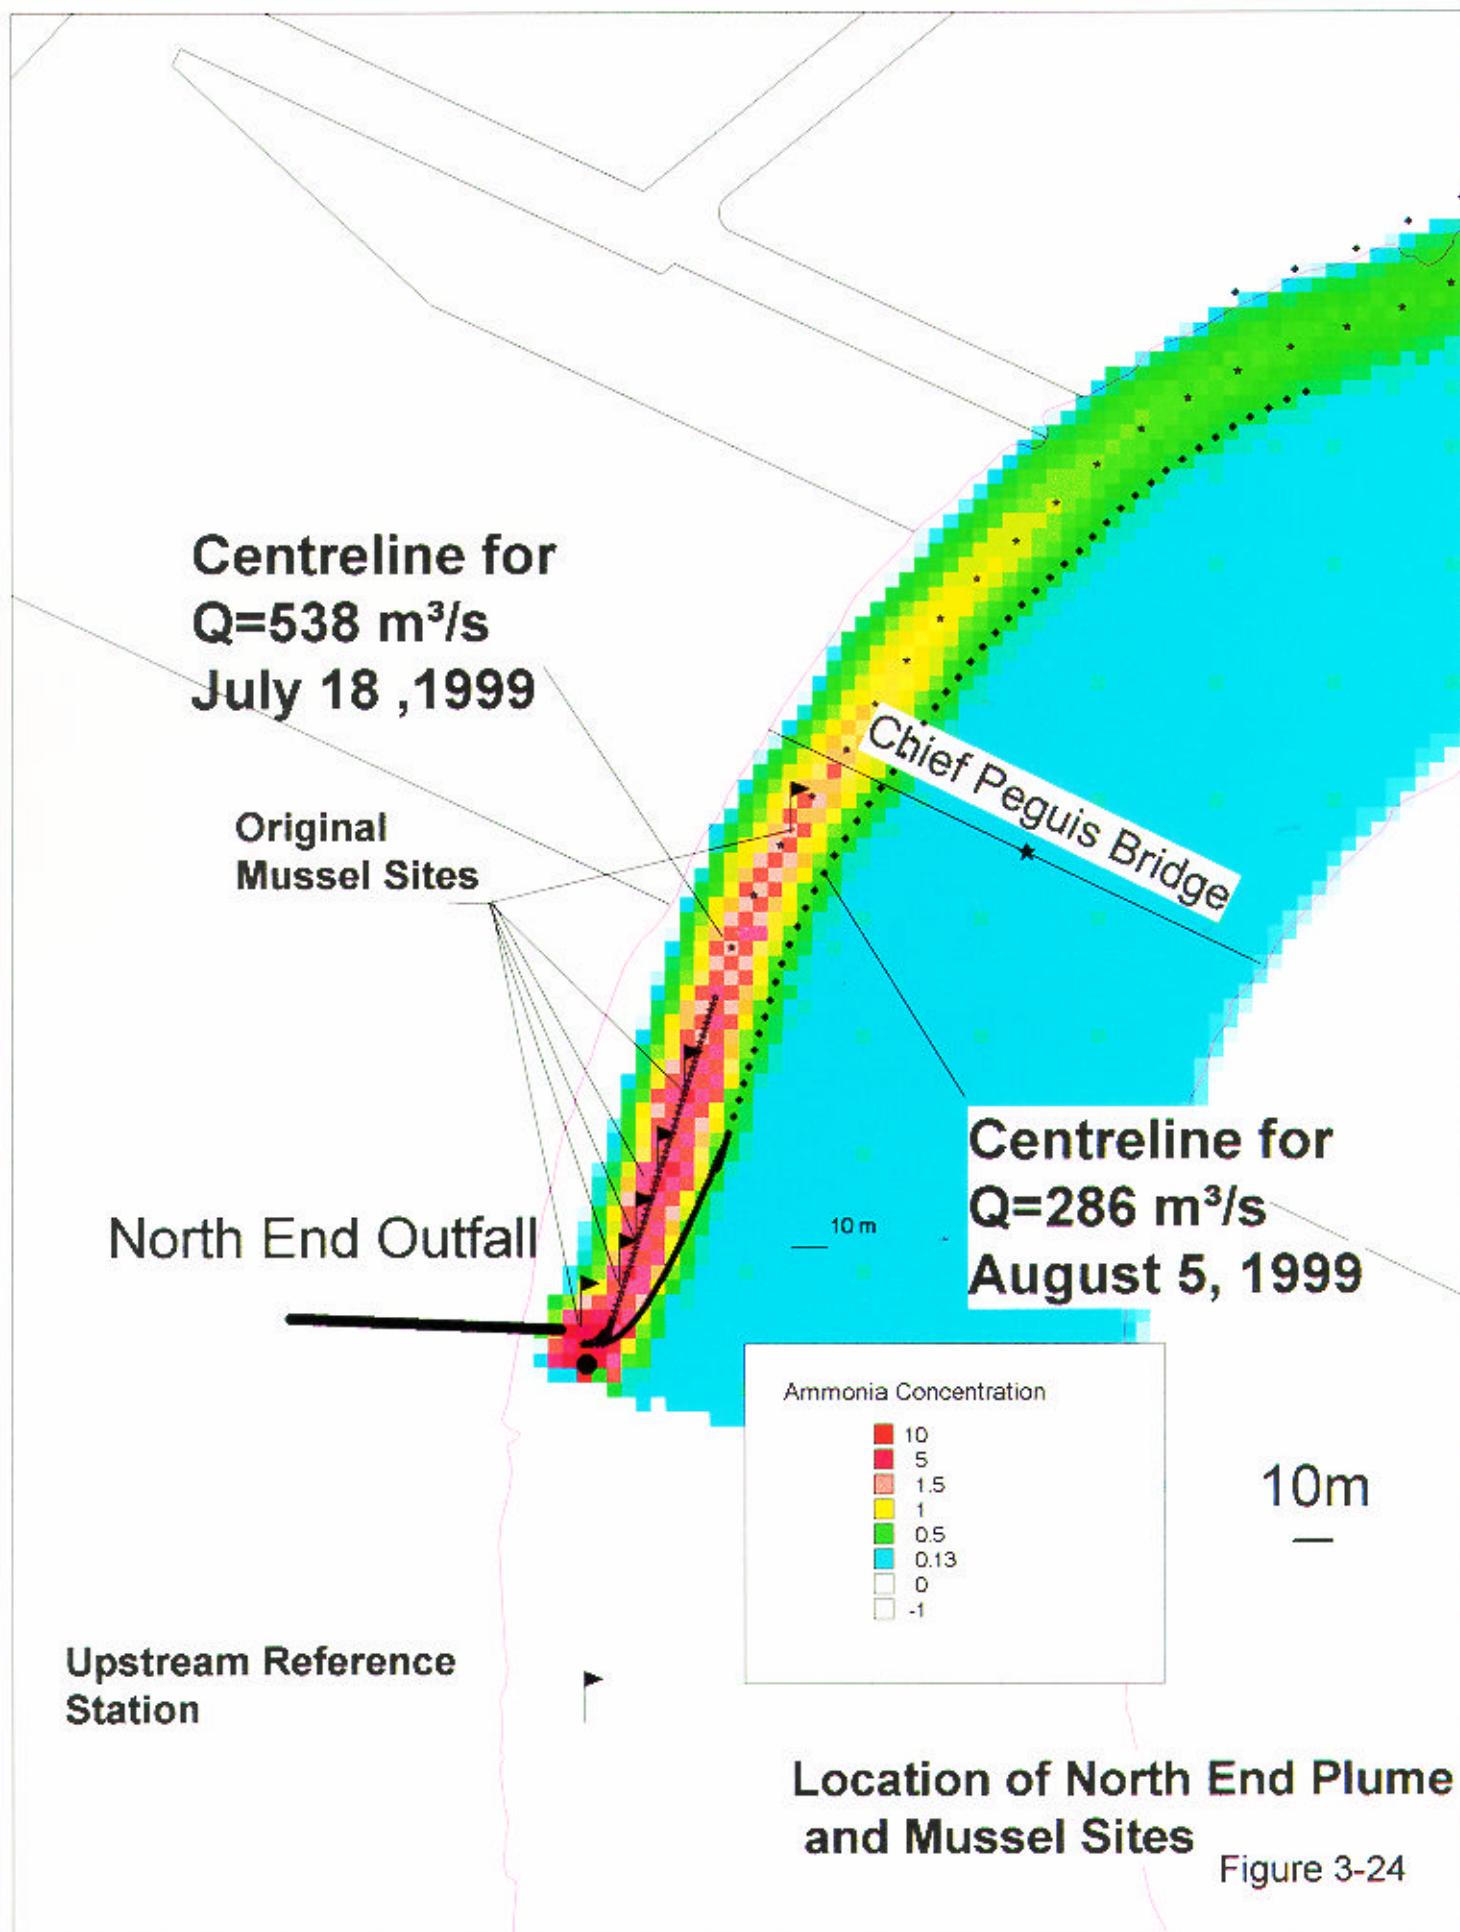 Centreline for
Q=538 m³/s
July 18 ,1999
Original
Mussel Sites
Chief Peguis Bridge
Centreline for
Q=286 m³/s
August 5, 1999
North End Outfall
10 m
Ammonia Concentration
10
5
1.5
1
0.5
0.13
0
-1
10m
Upstream Reference
Station
Location of North End Plume
and Mussel Sites
Figure 3-24